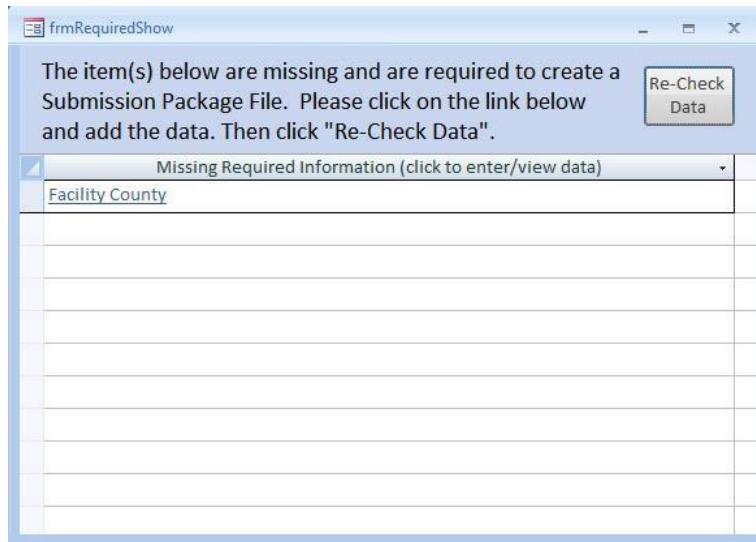 frmRequiredShow
The item(s) below are missing and are required to create a
Submission Package File.  Please click on the link below
and add the data. Then click "Re-Check Data".
Re-Check
Data
Missing Required Information (click to enter/view data)
Facility County